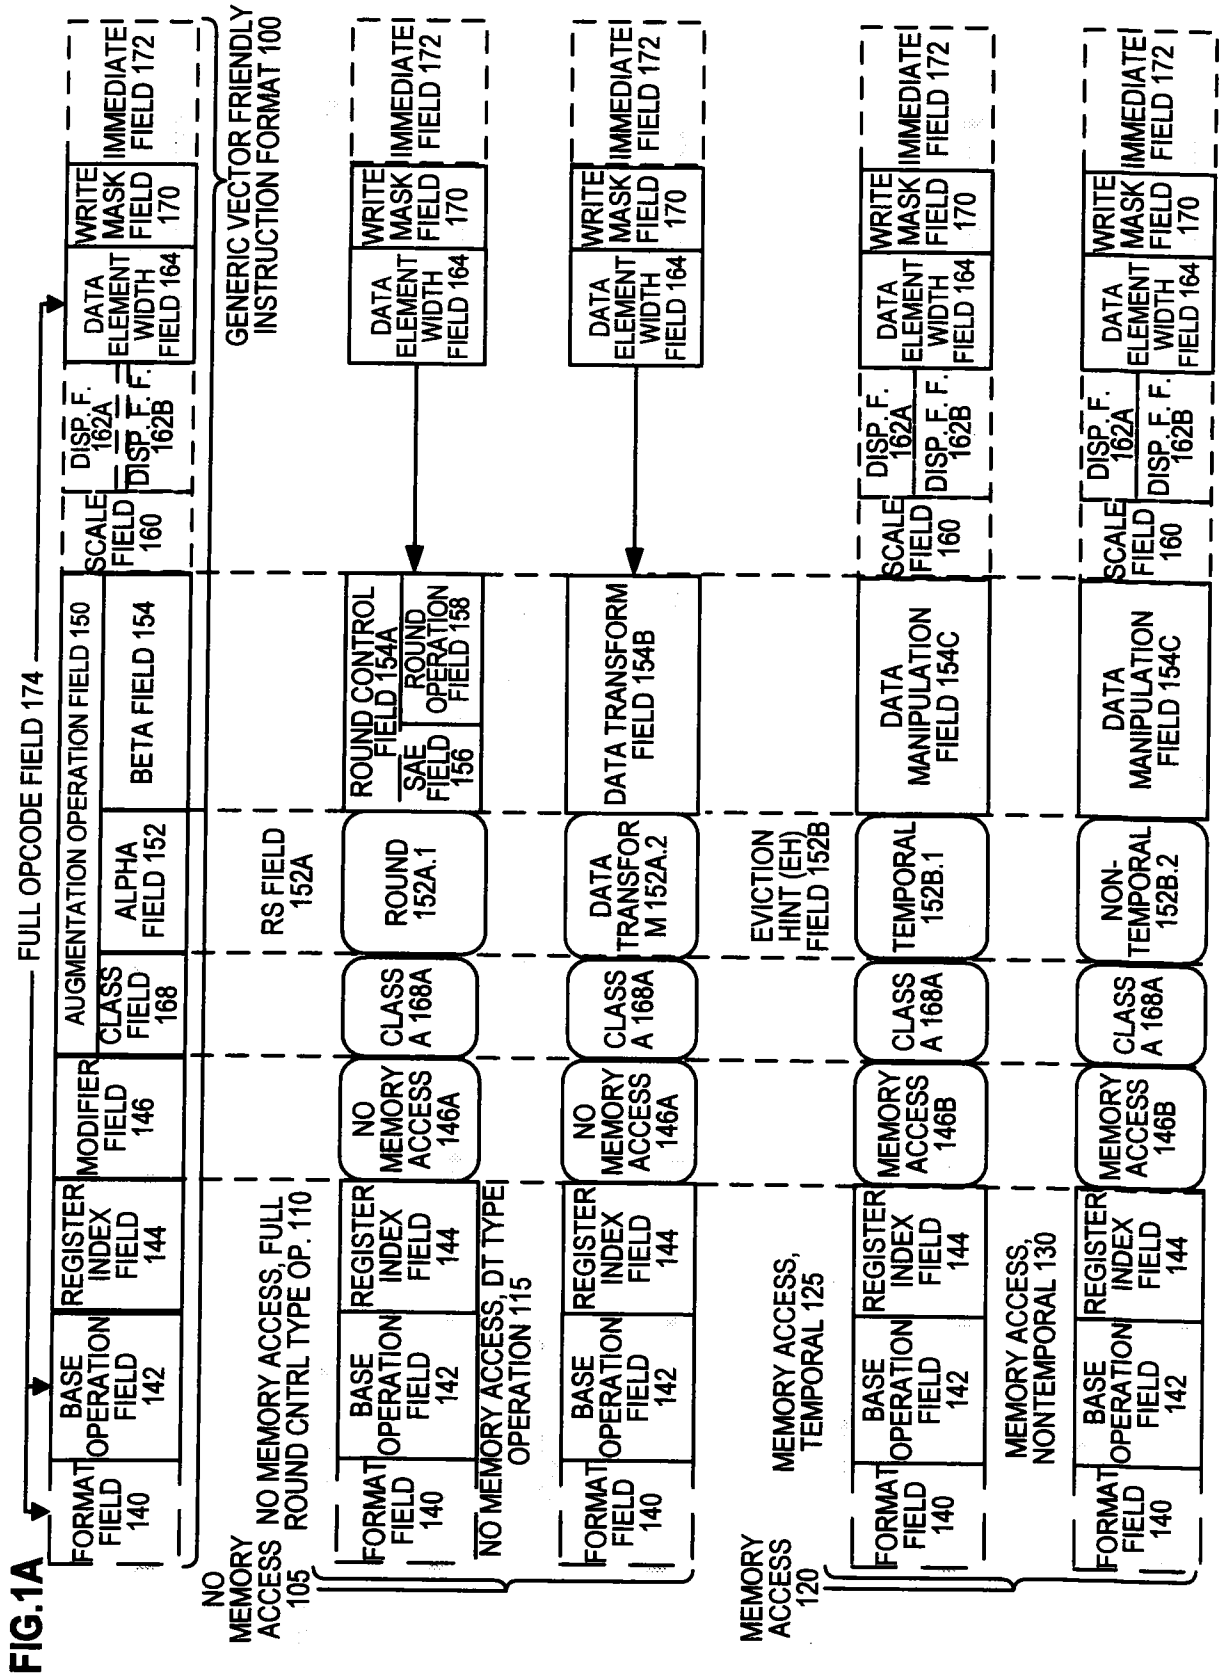 FIG.1A
FULL OPCODE FIELD 174
FORMAT
FIELD
140
BASE
OPERATION
FIELD
142
REGISTER
INDEX
FIELD
144
MODIFIER
FIELD
146
AUGMENTATION OPERATION FIELD 150
CLASS
FIELD
168
ALPHA
FIELD 152
BETA FIELD 154
SCALE
FIELD
160
DISP. F.
162A
DISP. F. F.
162B
DATA
ELEMENT
WIDTH
FIELD 164
WRITE
MASK
FIELD
170
IMMEDIATE
FIELD 172
GENERIC VECTOR FRIENDLY
INSTRUCTION FORMAT 100
NO
MEMORY
ACCESS
105
NO MEMORY ACCESS, FULL
ROUND CNTRL TYPE OP. 110
RS FIELD
152A
FORMAT
FIELD
140
BASE
OPERATION
FIELD
142
REGISTER
INDEX
FIELD
144
NO
MEMORY
ACCESS
146A
CLASS
A 168A
ROUND
152A.1
ROUND CONTROL
FIELD 154A
SAE
FIELD
156
ROUND
OPERATION
FIELD 158
DATA
ELEMENT
WIDTH
FIELD 164
WRITE
MASK
FIELD
170
IMMEDIATE
FIELD 172
NO MEMORY ACCESS, DT TYPE
OPERATION 115
FORMAT
FIELD
140
BASE
OPERATION
FIELD
142
REGISTER
INDEX
FIELD
144
NO
MEMORY
ACCESS
146A
CLASS
A 168A
DATA
TRANSFOR
M 152A.2
DATA TRANSFORM
FIELD 154B
DATA
ELEMENT
WIDTH
FIELD 164
WRITE
MASK
FIELD
170
IMMEDIATE
FIELD 172
MEMORY
ACCESS
120
MEMORY ACCESS,
TEMPORAL 125
EVICTION
HINT (EH)
FIELD 152B
FORMAT
FIELD
140
BASE
OPERATION
FIELD
142
REGISTER
INDEX
FIELD
144
MEMORY
ACCESS
146B
CLASS
A 168A
TEMPORAL
152B.1
DATA
MANIPULATION
FIELD 154C
SCALE
FIELD
160
DISP. F.
162A
DISP. F. F.
162B
DATA
ELEMENT
WIDTH
FIELD 164
WRITE
MASK
FIELD
170
IMMEDIATE
FIELD 172
MEMORY ACCESS,
NONTEMPORAL 130
FORMAT
FIELD
140
BASE
OPERATION
FIELD
142
REGISTER
INDEX
FIELD
144
MEMORY
ACCESS
146B
CLASS
A 168A
NON-
TEMPORAL
152B.2
DATA
MANIPULATION
FIELD 154C
SCALE
FIELD
160
DISP. F.
162A
DISP. F. F.
162B
DATA
ELEMENT
WIDTH
FIELD 164
WRITE
MASK
FIELD
170
IMMEDIATE
FIELD 172